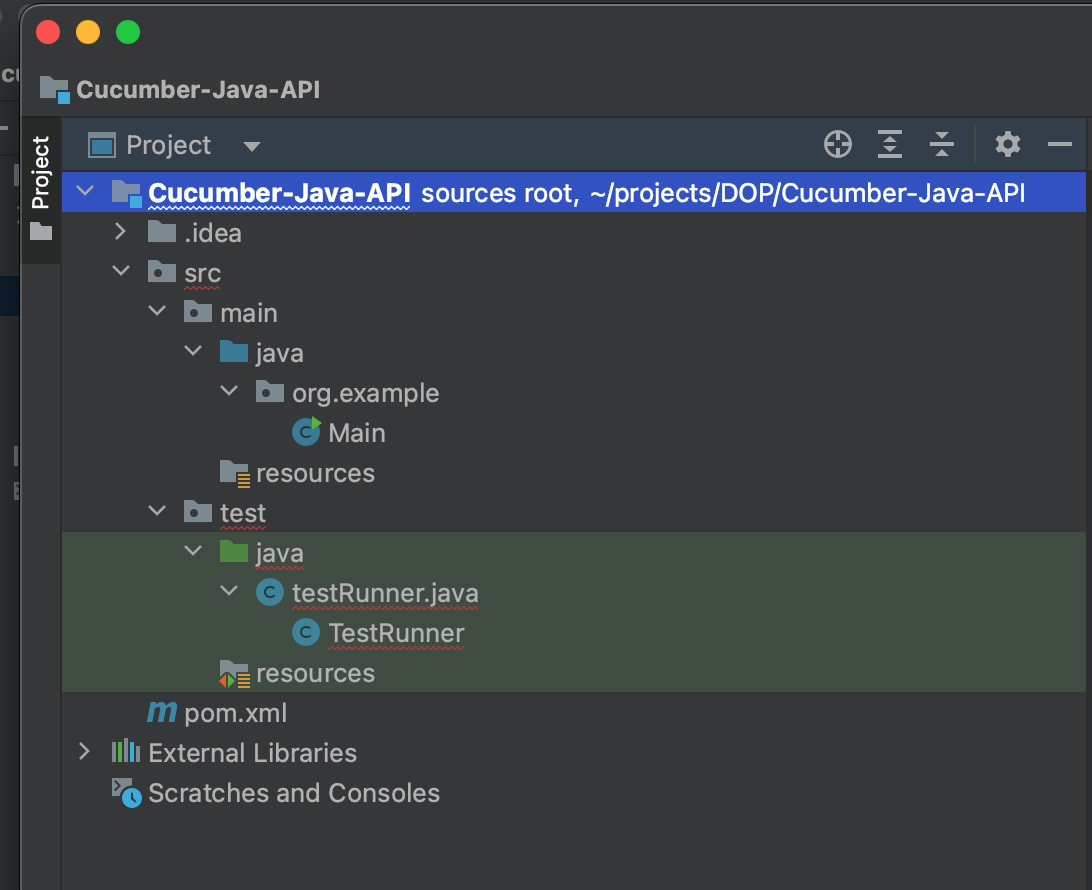 Cucumber-Java-API
Project
Project
Cucumber-Java-API sources root, ~/projects/DOP/Cucumber-Java-API
.idea
src
main
java
org.example
Main
resources
test
java
testRunner.java
TestRunner
resources
pom.xml
External Libraries
Scratches and Consoles